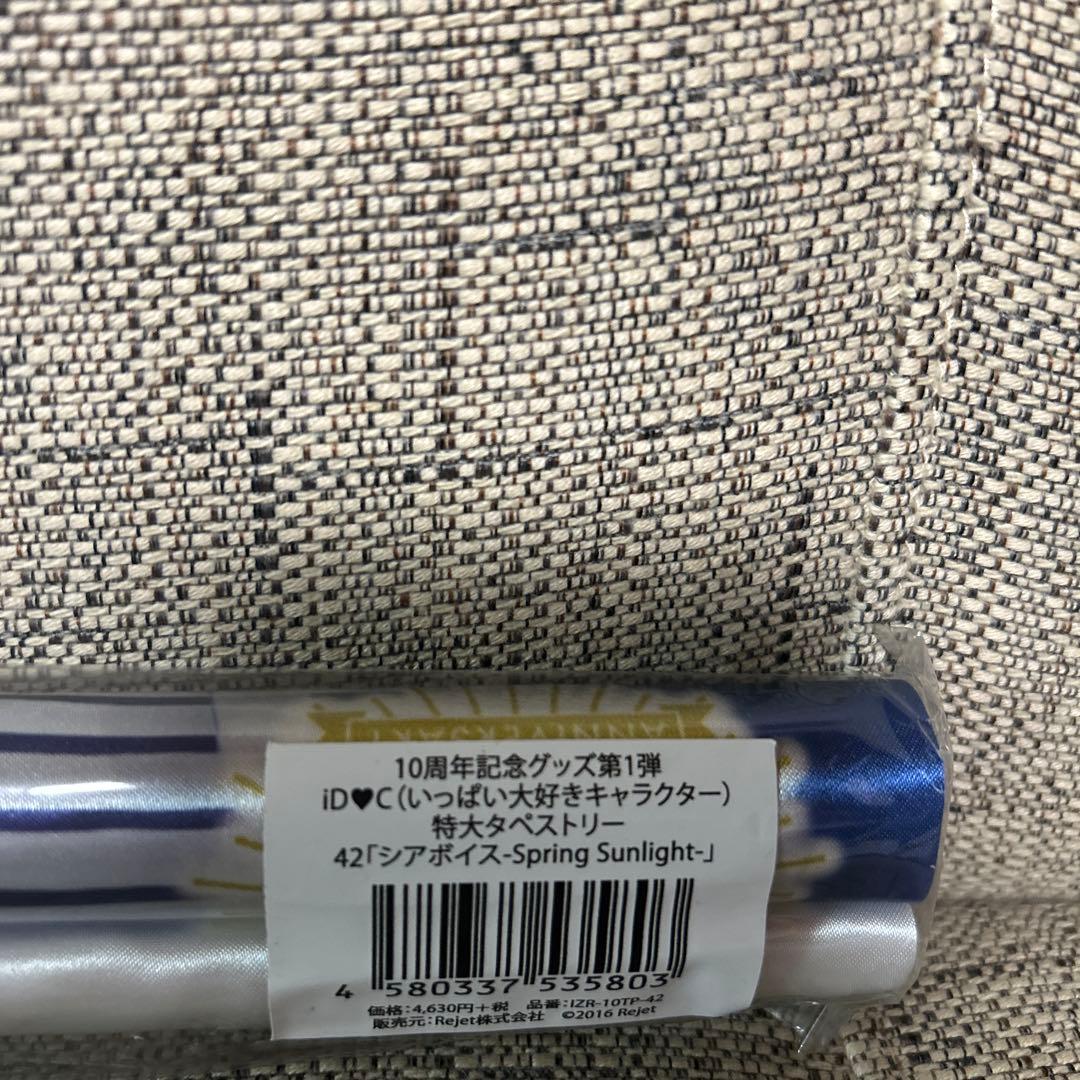 ANNIVERSARY
10周年記念グッズ第1弾
iD♥C(いっぱい大好きキャラクター)
特大タペストリー
42「シアボイス-Spring Sunlight-」
4 580337 535803
価格:4,630円+税 品番:IZR-10TP-42
販売元:Rejet株式会社 ©2016 Rejet